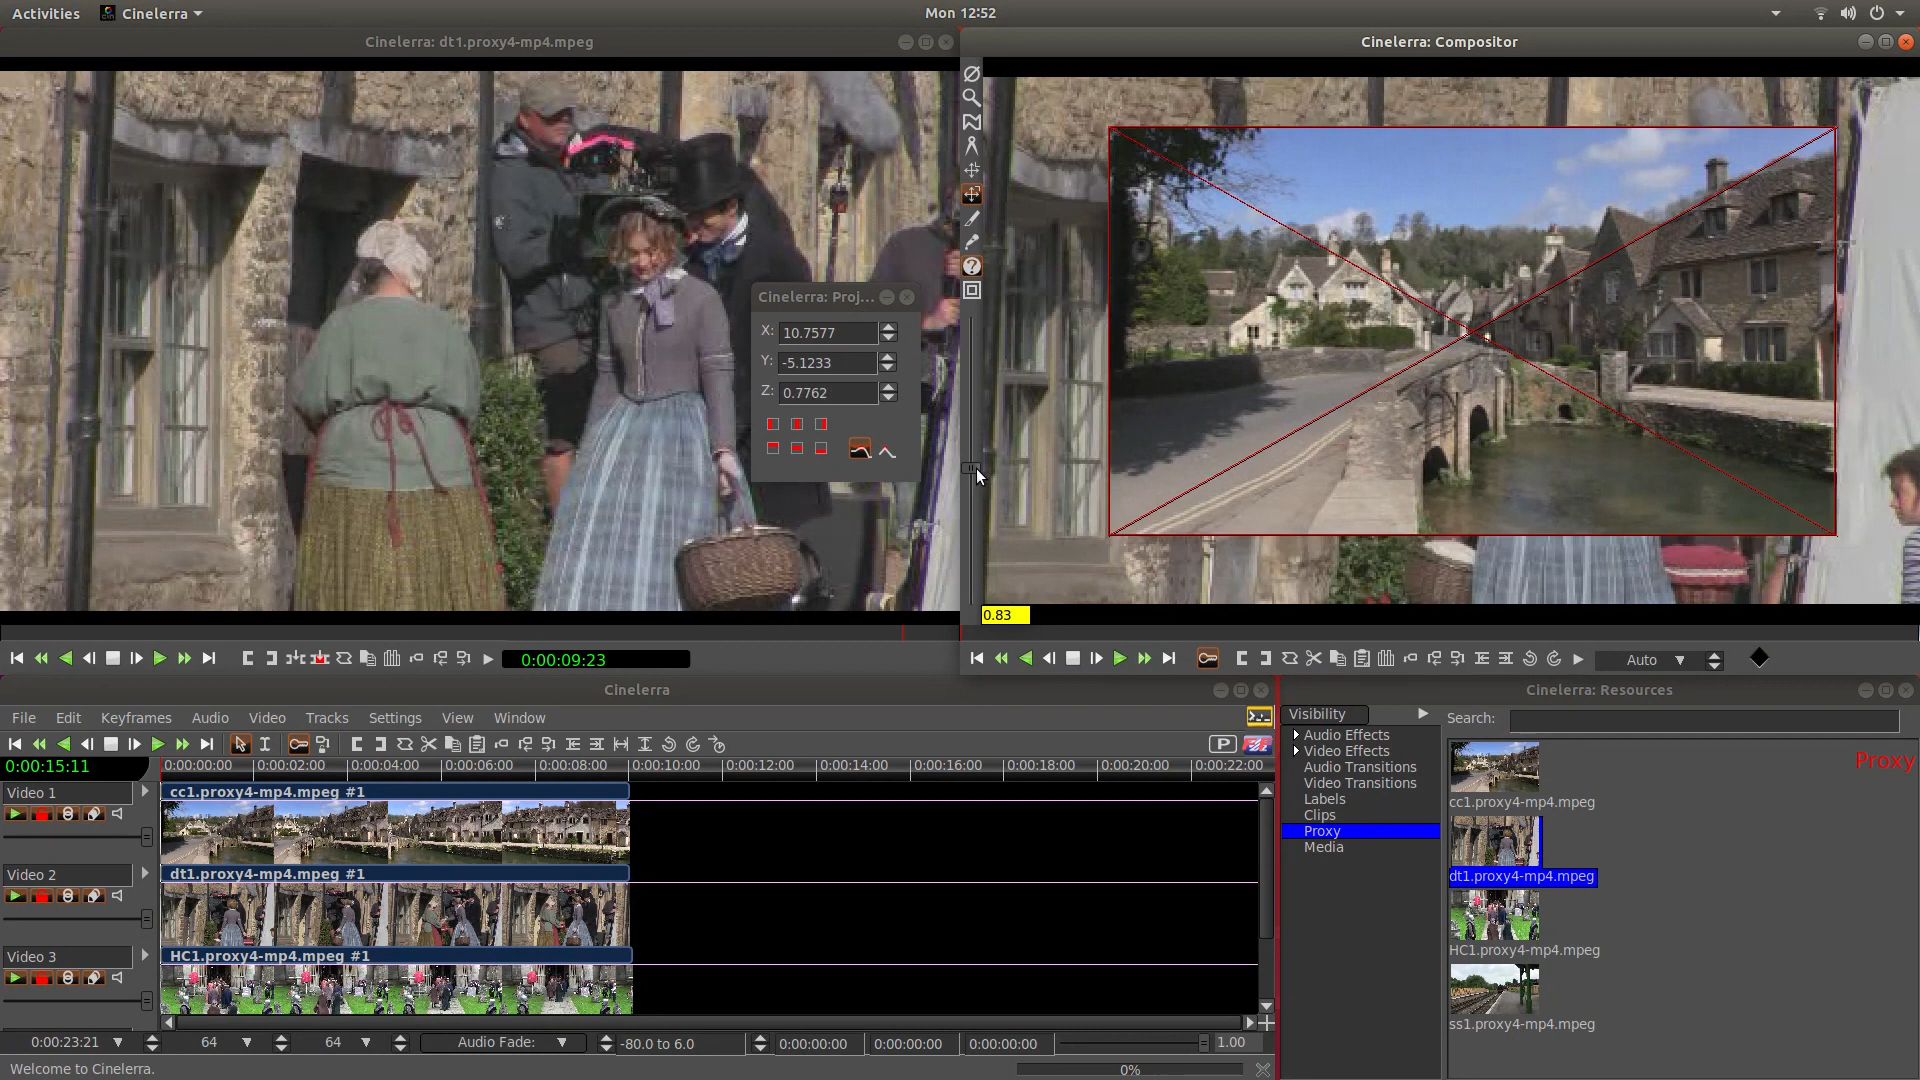 Activities Cinelerra Mon 12:52
Cinelerra: dt1.proxy4-mp4.mpeg
Cinelerra: Compositor
Cinelerra: Proj...
X: 10.7577
Y: -5.1233
Z: 0.7762
0.83
0:00:09:23
Auto
Cinelerra
File Edit Keyframes Audio Video Tracks Settings View Window
P
0:00:15:11
0:00:00:00 0:00:02:00 0:00:04:00 0:00:06:00 0:00:08:00 0:00:10:00 0:00:12:00 0:00:14:00 0:00:16:00 0:00:18:00 0:00:20:00 0:00:22:00
Video 1
cc1.proxy4-mp4.mpeg #1
Video 2
dt1.proxy4-mp4.mpeg #1
Video 3
HC1.proxy4-mp4.mpeg #1
0:00:23:21 64 64 Audio Fade: -80.0 to 6.0 0:00:00:00 0:00:00:00 0:00:00:00 1.00
Welcome to Cinelerra.
0%
Cinelerra: Resources
Visibility
Search:
Audio Effects
Video Effects
Audio Transitions
Video Transitions
Labels
Clips
Proxy
Media
Proxy
cc1.proxy4-mp4.mpeg
dt1.proxy4-mp4.mpeg
HC1.proxy4-mp4.mpeg
ss1.proxy4-mp4.mpeg